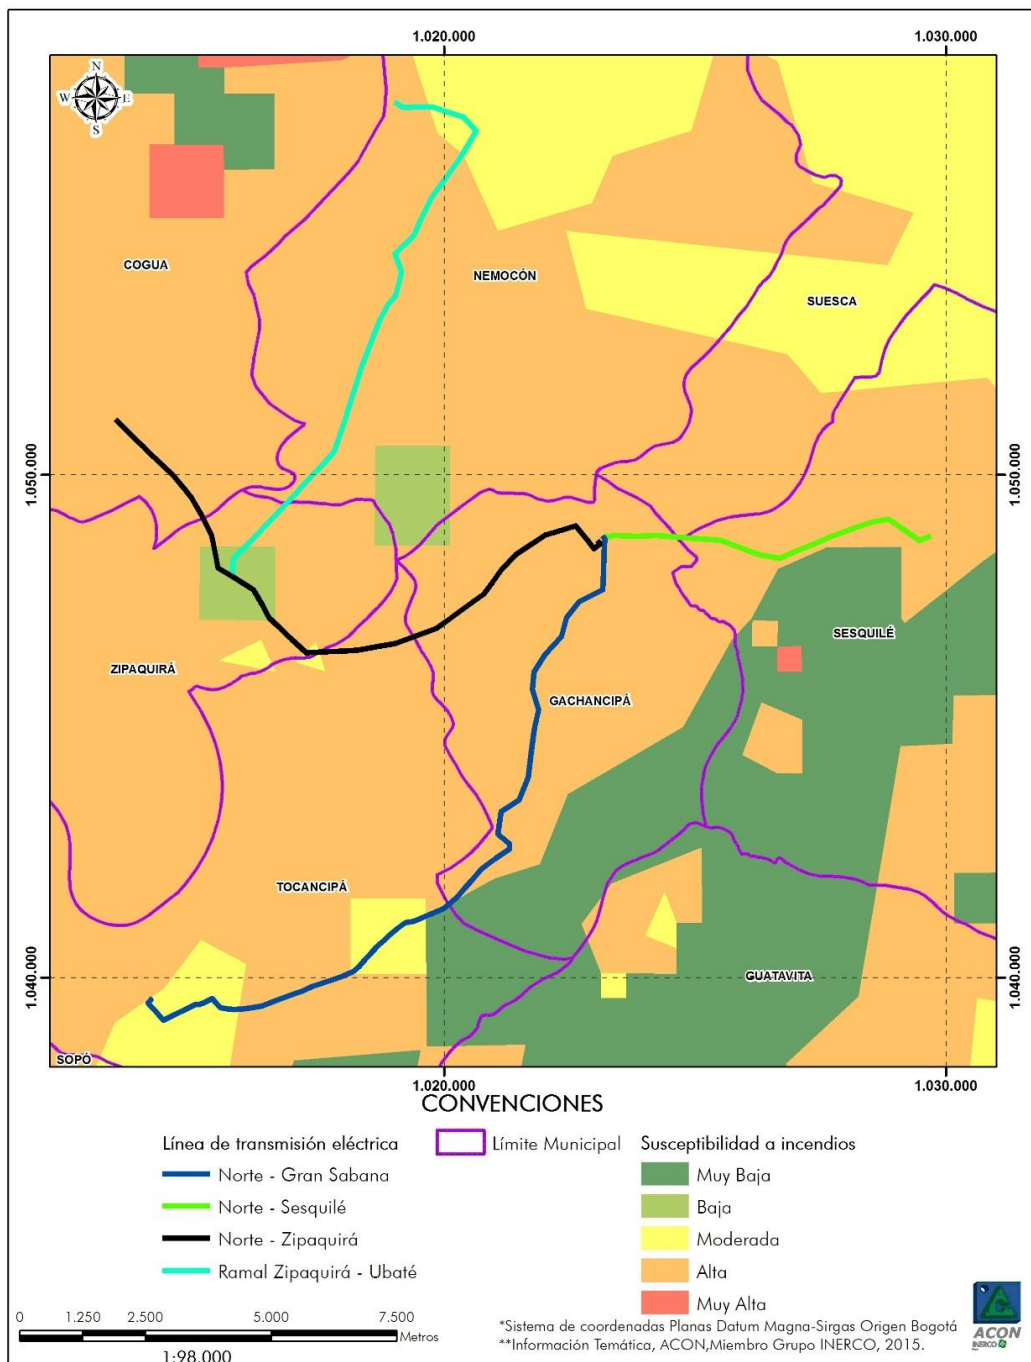 1.020.000 1.030.000
N
W E
S
COGUA
NEMOCÓN
SUESCA
1.050.000 1.050.000
SESQUILÉ
ZIPAQUIRÁ
GACHANCIPÁ
TOCANCIPÁ
GUATAVITA
1.040.000 1.040.000
SOPÓ
1.020.000 1.030.000
CONVENCIONES
Línea de transmisión eléctrica
Norte - Gran Sabana
Norte - Sesquilé
Norte - Zipaquirá
Ramal Zipaquirá - Ubaté
Límite Municipal
Susceptibilidad a incendios
Muy Baja
Baja
Moderada
Alta
Muy Alta
0 1.250 2.500 5.000 7.500
Metros
1:98.000
*Sistema de coordenadas Planas Datum Magna-Sirgas Origen Bogotá
**Información Temática, ACON,Miembro Grupo INERCO, 2015.
ACON
INERCO